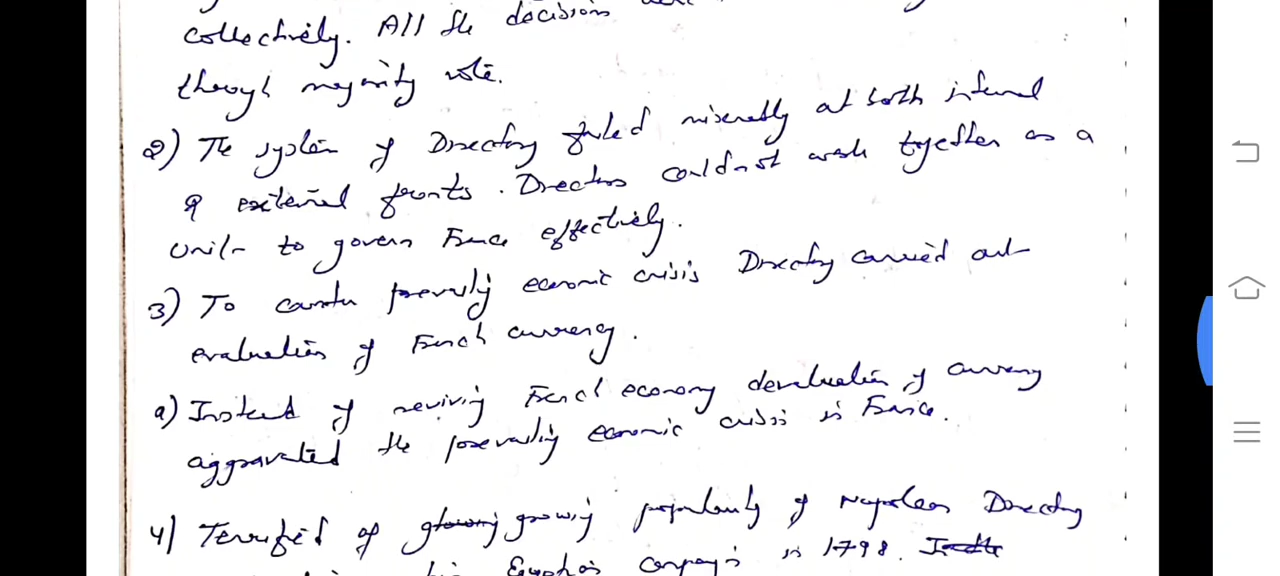 collectively. All the decisions
through majority vote.
2) The system of Directory failed miserably at both internal
& external fronts. Directors could not work together as a
unit to govern France effectively.
3) To counter prevailing economic crisis Directory carried out
evaluation of French currency.
a) Instead of reviving French economy devaluation of currency
aggravated the prevailing economic crisis in France.
4) Terrified of growing popularity of Napoleon Directory
Egyptian campaign in 1798.